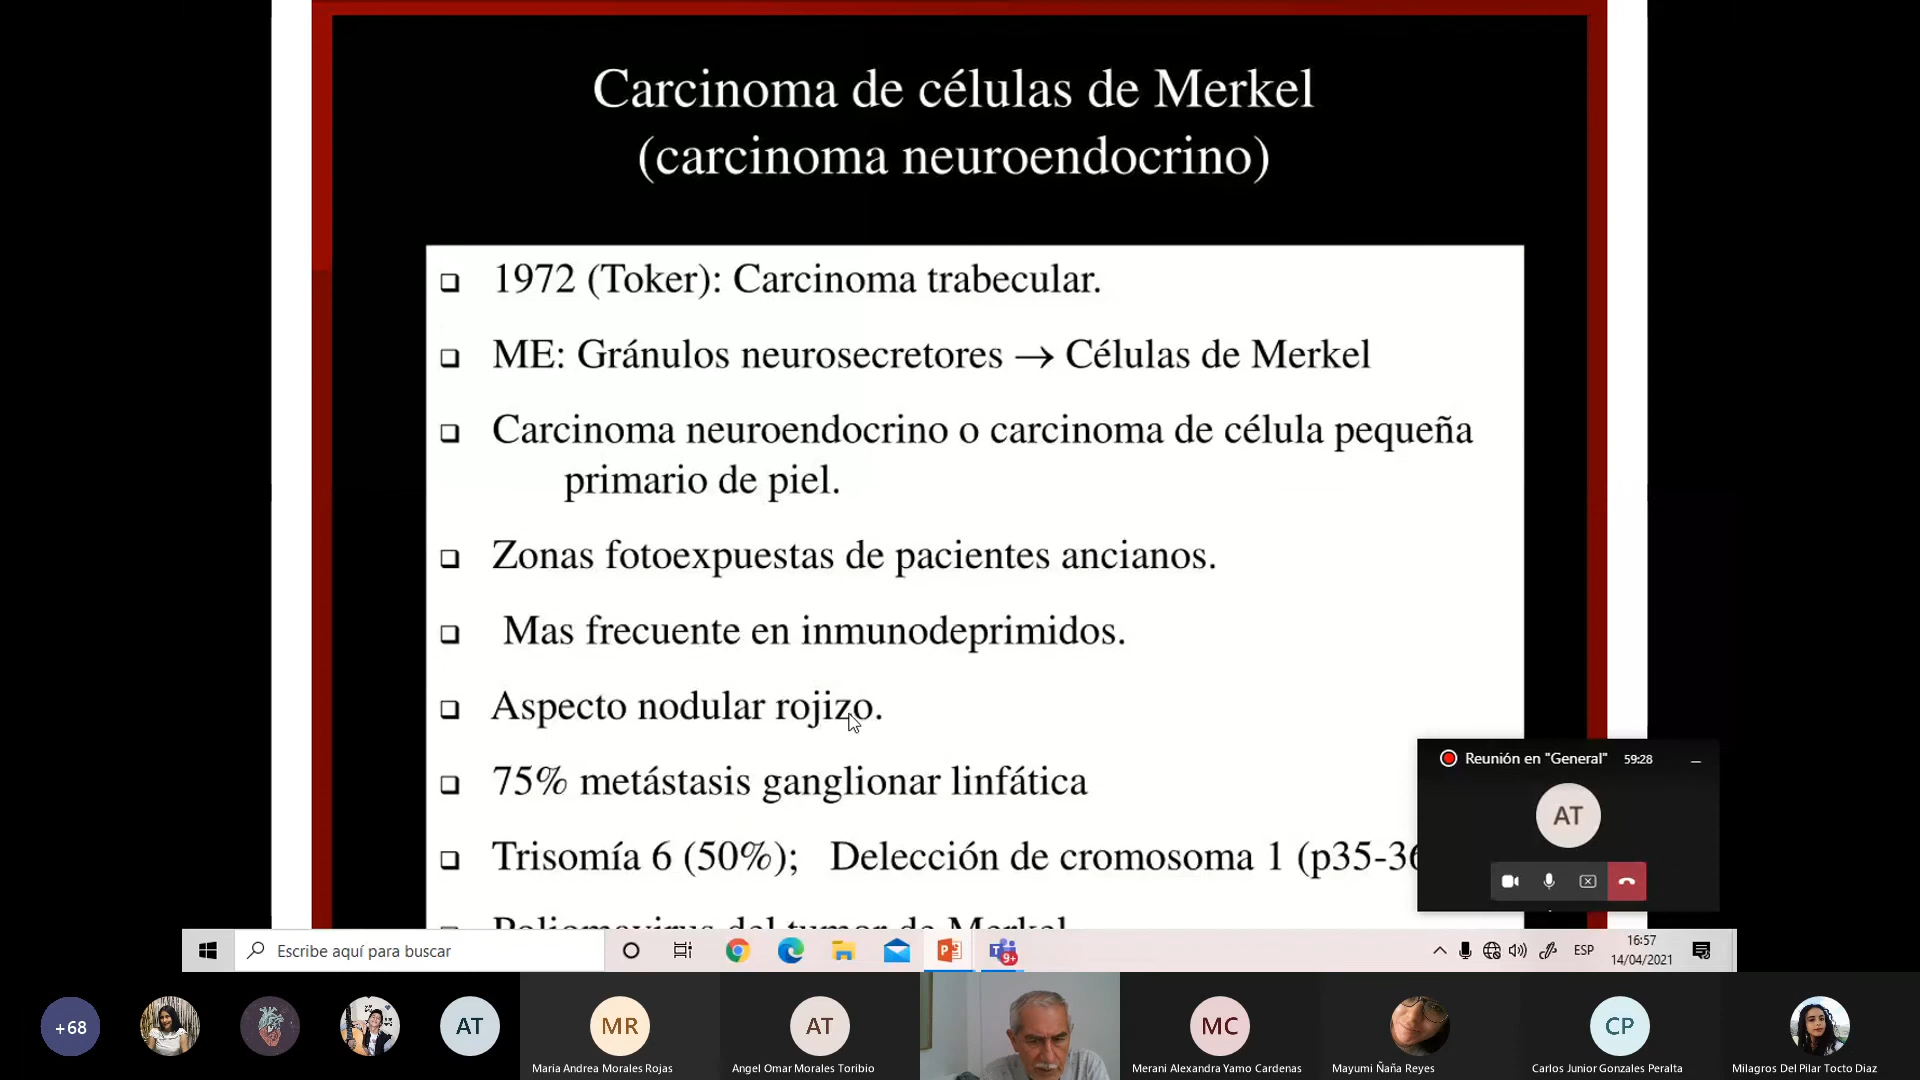 Carcinoma de células de Merkel
(carcinoma neuroendocrino)
❑ 1972 (Toker): Carcinoma trabecular.
❑ ME: Gránulos neurosecretores → Células de Merkel
❑ Carcinoma neuroendocrino o carcinoma de célula pequeña
primario de piel.
❑ Zonas fotoexpuestas de pacientes ancianos.
❑ Mas frecuente en inmunodeprimidos.
❑ Aspecto nodular rojizo.
❑ 75% metástasis ganglionar linfática
❑ Trisomía 6 (50%); Delección de cromosoma 1 (p35-36
Poliomavirus del tumor de Merkel
Reunión en "General" 59:28
AT
Escribe aquí para buscar
9+
ESP
16:57
14/04/2021
+68
AT
MR
AT
MC
CP
Maria Andrea Morales Rojas
Angel Omar Morales Toribio
Merani Alexandra Yamo Cardenas
Mayumi Ñaña Reyes
Carlos Junior Gonzales Peralta
Milagros Del Pilar Tocto Diaz